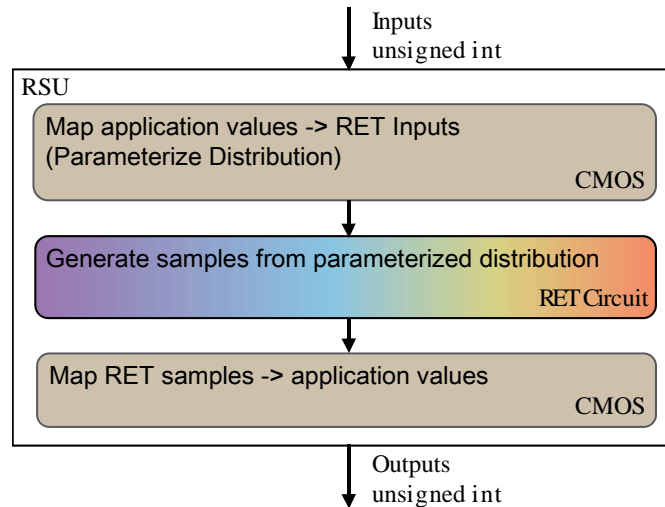 Inputs
unsigned int
RSU
Map application values -> RET Inputs
(Parameterize Distribution)
CMOS
Generate samples from parameterized distribution
RET Circuit
Map RET samples -> application values
CMOS
Outputs
unsigned int